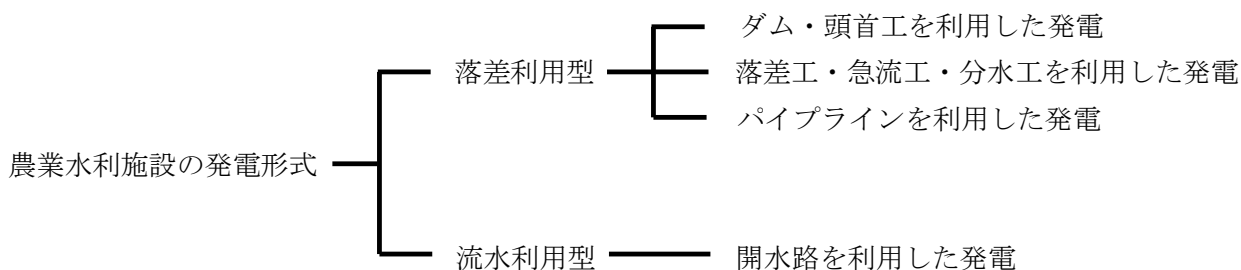 ダム・頭首工を利用した発電
落差利用型
落差工・急流工・分水工を利用した発電
パイプラインを利用した発電
農業水利施設の発電形式
流水利用型
開水路を利用した発電